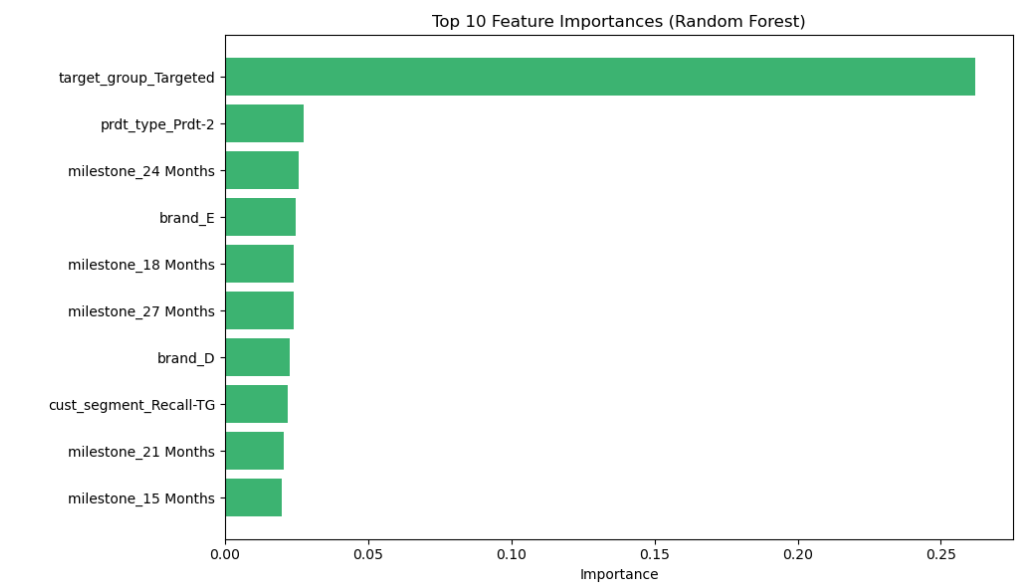 Top 10 Feature Importances (Random Forest)
target_group_Targeted
prdt_type_Prdt-2
milestone_24 Months
brand_E
milestone_18 Months
milestone_27 Months
brand_D
cust_segment_Recall-TG
milestone_21 Months
milestone_15 Months
0.00 0.05 0.10 0.15 0.20 0.25
Importance